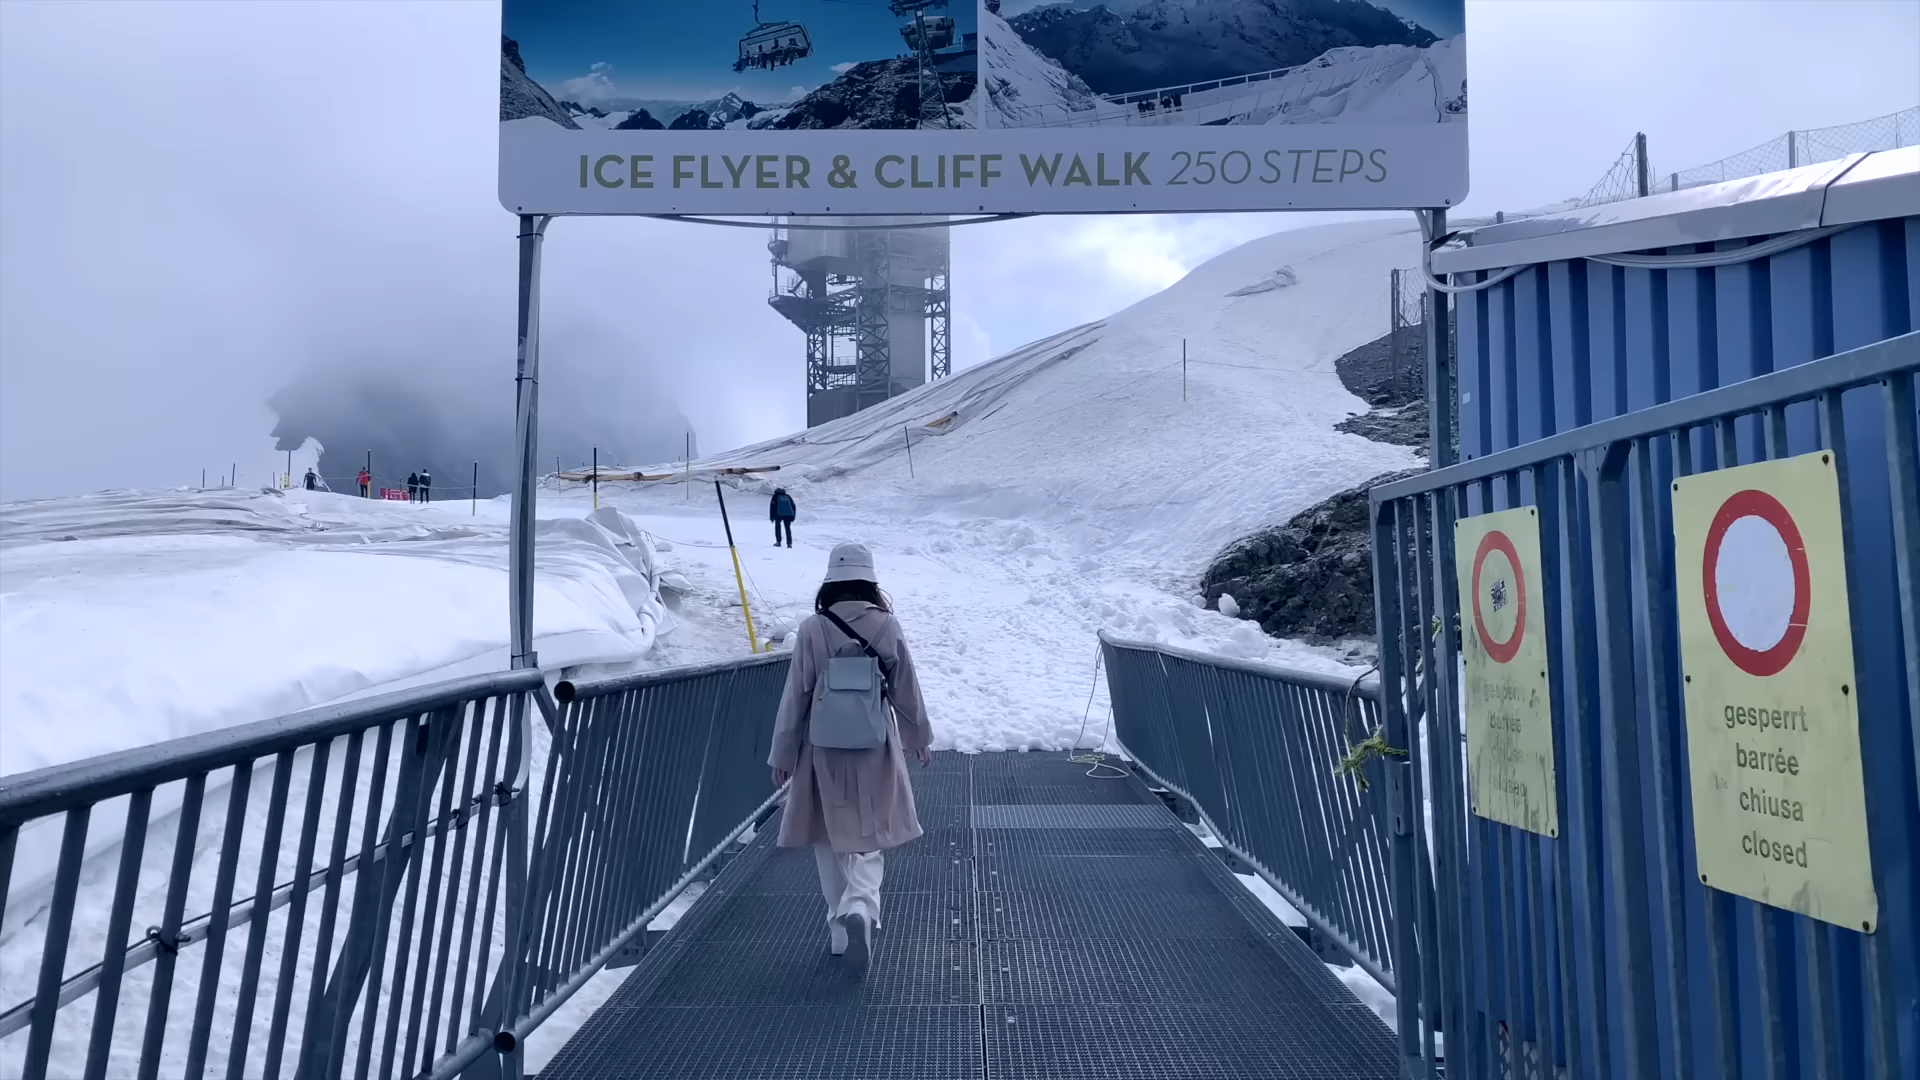 ICE FLYER & CLIFF WALK 250 STEPS
gesperrt
barrée
chiusa
closed